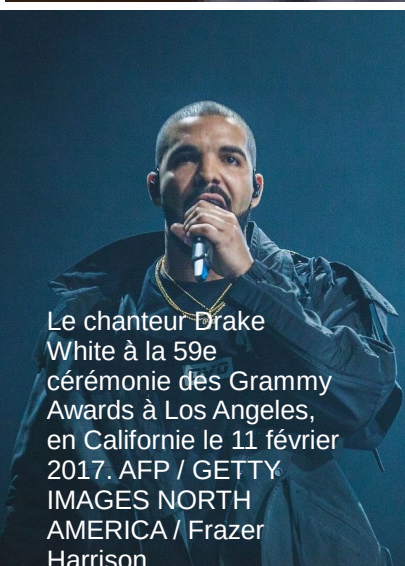 Le chanteur Drake
White à la 59e
cérémonie des Grammy
Awards à Los Angeles,
en Californie le 11 février
2017. AFP / GETTY
IMAGES NORTH
AMERICA / Frazer
Harrison